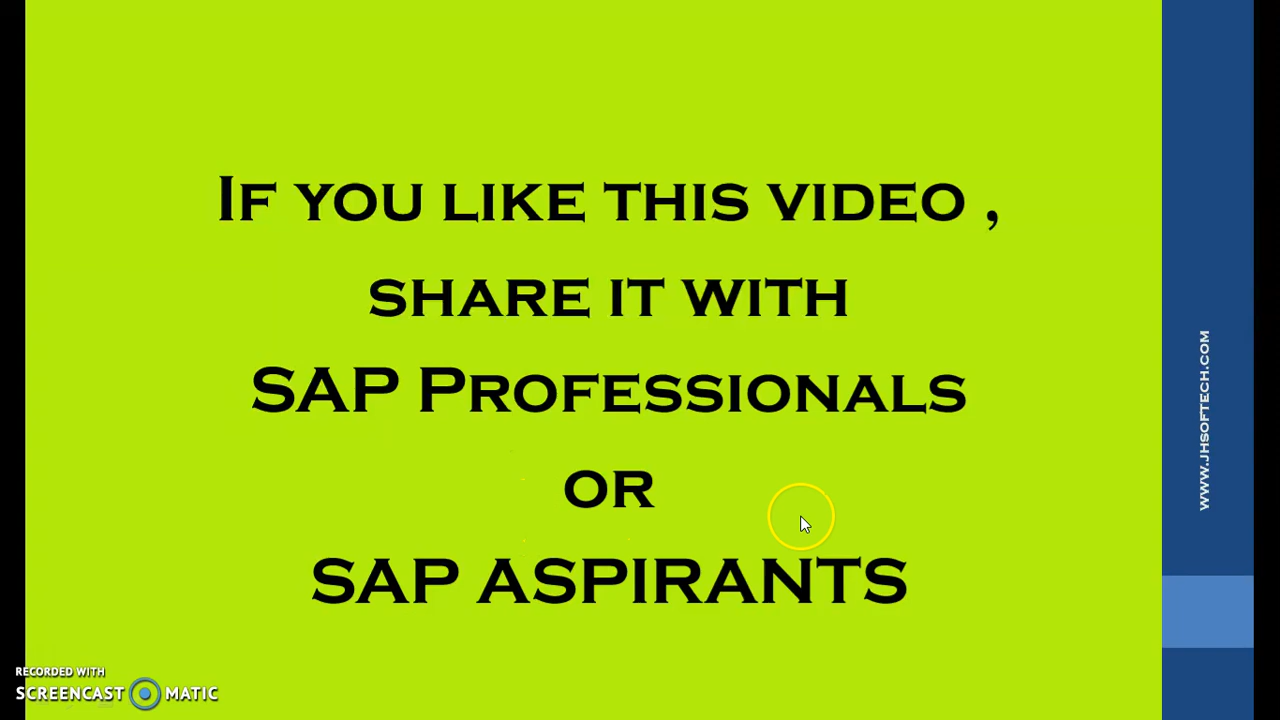 If you like this video ,
share it with
SAP Professionals
or
SAP ASPIRANTS
WWW.JHSOFTECH.COM
RECORDED WITH
SCREENCAST MATIC